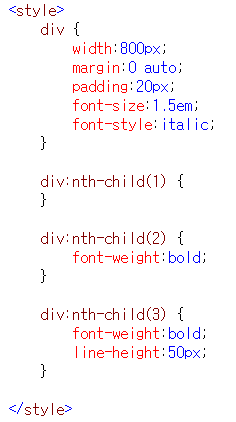 <style>
div {
width:800px;
margin:0 auto;
padding:20px;
font-size:1.5em;
font-style:italic;
}
div:nth-child(1) {
}
div:nth-child(2) {
font-weight:bold;
}
div:nth-child(3) {
font-weight:bold;
line-height:50px;
}
</style>